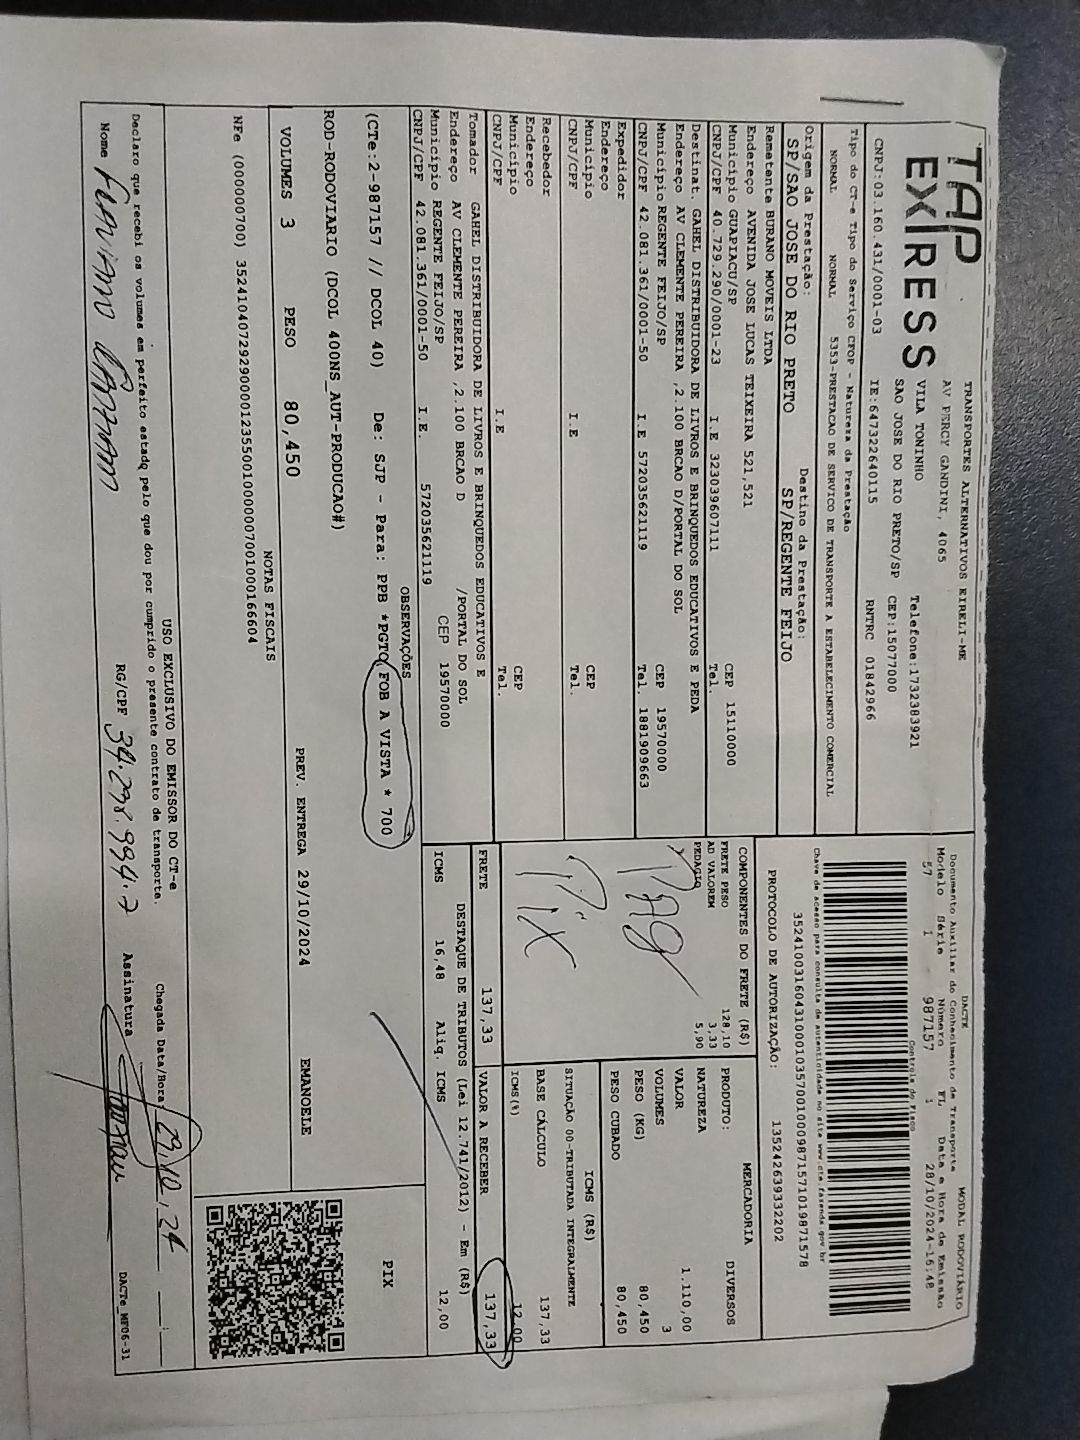 TAP
EXPRESS
TRANSPORTES ALTERNATIVOS EIRELI-ME
AV PERCY GANDINI, 4065
VILA TONINHO
SAO JOSE DO RIO PRETO/SP CEP:15077000
Telefone:1732383921
CNPJ:03.160.431/0001-03 IE:647322640115 RNTRC 01842966
Tipo do CT-e Tipo do Serviço CFOP - Natureza da Prestação
NORMAL NORMAL 5353-PRESTACAO DE SERVICO DE TRANSPORTE A ESTABELECIMENTO COMERCIAL
Origem da Prestação: Destino da Prestação:
SP/SAO JOSE DO RIO PRETO SP/REGENTE FEIJO
Remetente BURANO MOVEIS LTDA
Endereço AVENIDA JOSE LUCAS TEIXEIRA 521,521
Município GUAPIACU/SP CEP 15110000
CNPJ/CPF 40.729.290/0001-23 I.E 323039607111 Tel.
Destinat. GAHEL DISTRIBUIDORA DE LIVROS E BRINQUEDOS EDUCATIVOS E PEDA
Endereço AV CLEMENTE PEREIRA ,2.100 BRCAO D/PORTAL DO SOL
Município REGENTE FEIJO/SP CEP 19570000
CNPJ/CPF 42.081.361/0001-50 I.E 572035621119 Tel. 1881909663
Expedidor
Endereço
Município CEP
CNPJ/CPF I.E Tel.
Recebedor
Endereço
Município CEP
CNPJ/CPF I.E Tel.
Tomador GAHEL DISTRIBUIDORA DE LIVROS E BRINQUEDOS EDUCATIVOS E
Endereço AV CLEMENTE PEREIRA ,2.100 BRCAO D /PORTAL DO SOL
Município REGENTE FEIJO/SP CEP 19570000
CNPJ/CPF 42.081.361/0001-50 I.E. 572035621119
DACTE MODAL RODOVIÁRIO
Documento Auxiliar do Conhecimento de Transporte
Modelo Série Número FL Data e Hora de Emissão
57 1 987157 1 28/10/2024-16:48
Controle do Fisco
Chave de acesso para consulta de autenticidade no site www.cte.fazenda.gov.br
35241003160431000103570010009871571019871578
PROTOCOLO DE AUTORIZAÇÃO: 135242639332202
COMPONENTES DO FRETE (R$)
FRETE PESO 128,10
AD VALOREM 3,33
PEDAGIO 5,90
Pag
Pix
MERCADORIA
PRODUTO: DIVERSOS
NATUREZA
VALOR 1.110,00
VOLUMES 3
PESO (KG) 80,450
PESO CUBADO 80,450
ICMS (R$)
SITUAÇÃO 00-TRIBUTADA INTEGRALMENTE
BASE CÁLCULO 137,33
ICMS(%) 12,00
FRETE 137,33 VALOR A RECEBER 137,33
DESTAQUE DE TRIBUTOS (Lei 12.741/2012) - Em (R$)
ICMS 16,48 Aliq. ICMS 12,00
OBSERVAÇÕES
(CTe:2-987157 // DCOL 40) De: SJP - Para: PPB *PGTO FOB A VISTA * 700
ROD-RODOVIARIO (DCOL 400NS_AUT-PRODUCAO#)
PIX
VOLUMES 3 PESO 80,450 PREV. ENTREGA 29/10/2024 EMANOELE
NOTAS FISCAIS
NFe (000000700) 35241040729290000123550010000007001000166604
USO EXCLUSIVO DO EMISSOR DO CT-e
Declaro que recebi os volumes em perfeito estado pelo que dou por cumprido o presente contrato de transporte.
Chegada Data/Hora 29.10.24 :
Nome RG/CPF 34.298.994.7 Assinatura
DACTe_MF06-31